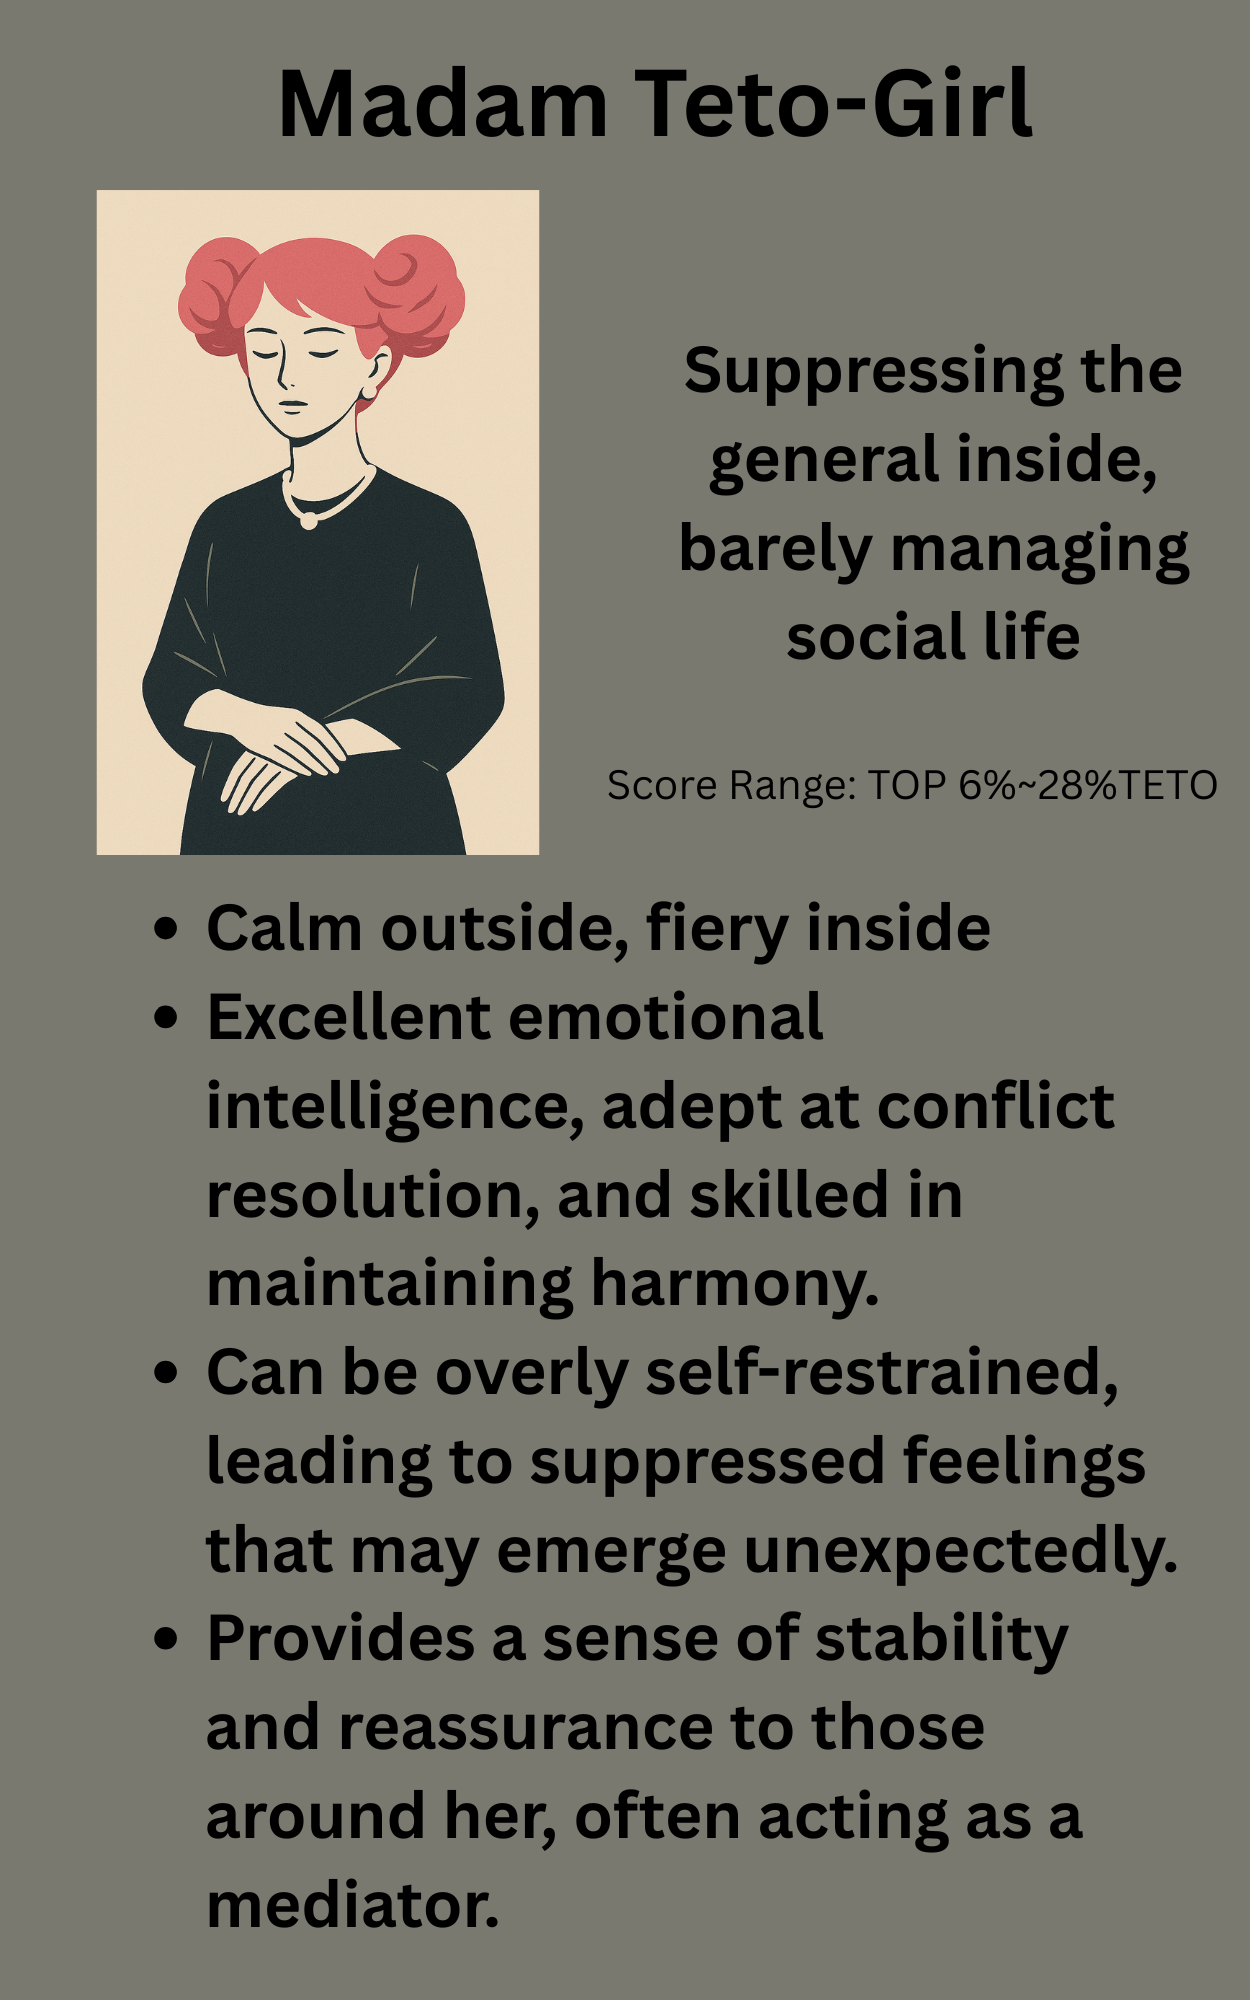 Madam Teto-Girl
Suppressing the
general inside,
barely managing
social life
Score Range: TOP 6%~28%TETO
• Calm outside, fiery inside
• Excellent emotional
intelligence, adept at conflict
resolution, and skilled in
maintaining harmony.
• Can be overly self-restrained,
leading to suppressed feelings
that may emerge unexpectedly.
• Provides a sense of stability
and reassurance to those
around her, often acting as a
mediator.